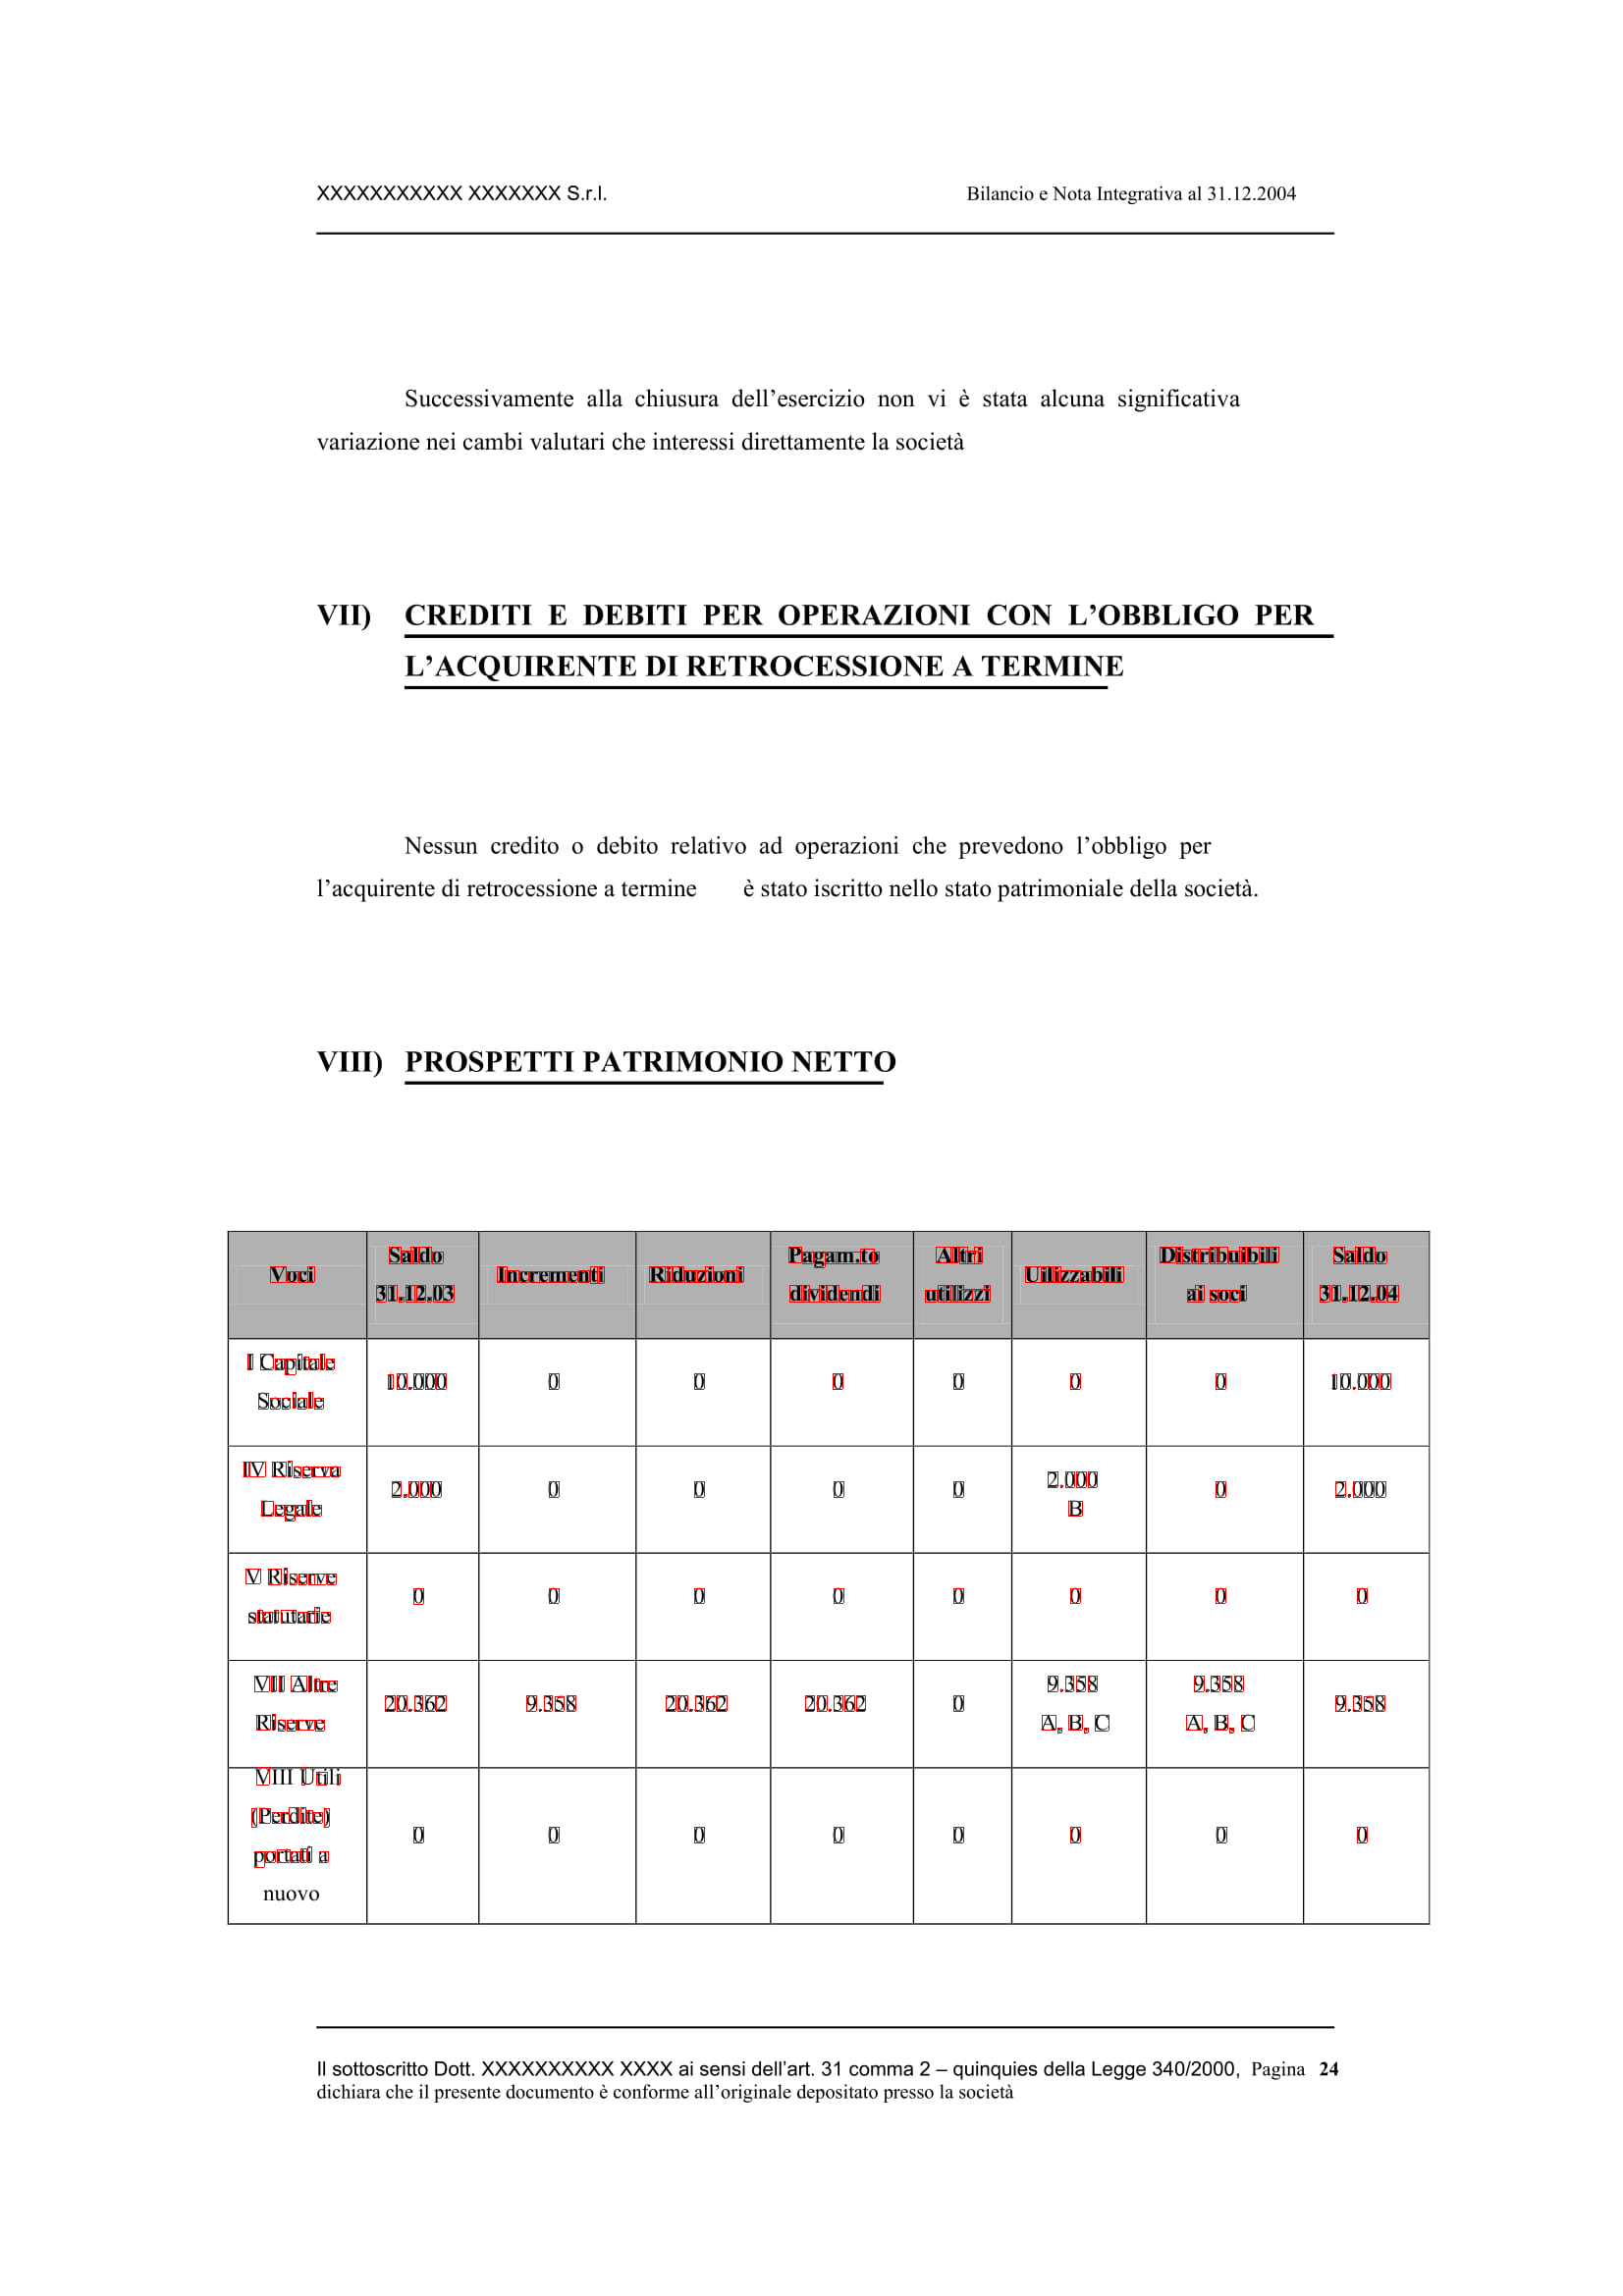 XXXXXXXXXXX XXXXXXX S.r.l. Bilancio e Nota Integrativa al 31.12.2004
Successivamente alla chiusura dell’esercizio non vi è stata alcuna significativa
variazione nei cambi valutari che interessi direttamente la società
VII) CREDITI E DEBITI PER OPERAZIONI CON L’OBBLIGO PER
L’ACQUIRENTE DI RETROCESSIONE A TERMINE
Nessun credito o debito relativo ad operazioni che prevedono l’obbligo per
l’acquirente di retrocessione a termine è stato iscritto nello stato patrimoniale della società.
VIII) PROSPETTI PATRIMONIO NETTO
Voci Saldo 31.12.03 Incrementi Riduzioni Pagam.to dividendi Altri utilizzi Uilizzabili Distribuibili ai soci Saldo 31.12.04
I Capitale Sociale 10.000 0 0 0 0 0 0 10.000
IV Riserva Legale 2.000 0 0 0 0 2.000 B 0 2.000
V Riserve statutarie 0 0 0 0 0 0 0 0
VII Altre Riserve 20.362 9.358 20.362 20.362 0 9.358 A, B, C 9.358 A, B, C 9.358
VIII Utili (Perdite) portati a nuovo 0 0 0 0 0 0 0 0
Il sottoscritto Dott. XXXXXXXXXX XXXX ai sensi dell’art. 31 comma 2 – quinquies della Legge 340/2000, Pagina 24
dichiara che il presente documento è conforme all’originale depositato presso la società